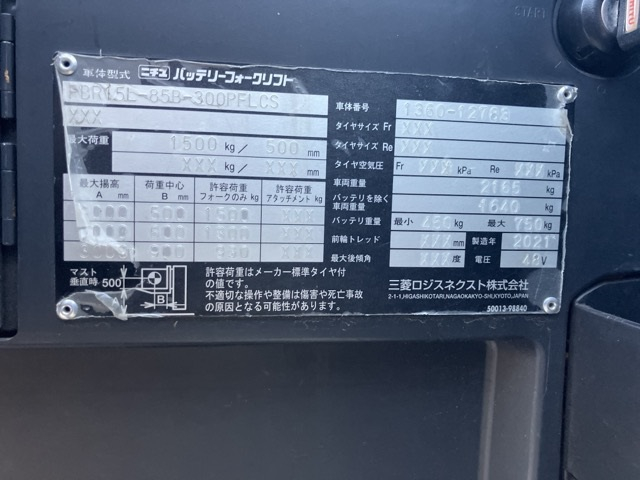 START
車体型式 ニチユ バッテリーフォークリフト
-85B-300PFLCS
XXX
最大荷重 1500 kg/ 500 mm
XXX kg/ XXX mm
最大揚高 A mm 荷重中心 B mm 許容荷重 フォークのみ kg 許容荷重 アタッチメント kg
500 1500 XXX
マスト垂直時 500 B
許容荷重はメーカー標準タイヤ付
の値です。
不適切な操作や整備は傷害や死亡事故
の原因となる可能性があります。
車体番号
タイヤサイズ Fr XXX
タイヤサイズ Re XXX
タイヤ空気圧 Fr XXX kPa Re XXX kPa
車両重量 kg
バッテリを除く車両重量 1640 kg
バッテリ重量 最小 kg 最大 kg
前輪トレッド XXX mm 製造年 2021
最大後傾角 XXX 度 電圧 48 V
三菱ロジスネクスト株式会社
2-1-1,HIGASHIKOTARI,NAGAOKAKYO-SHI,KYOTO,JAPAN
50013-98840